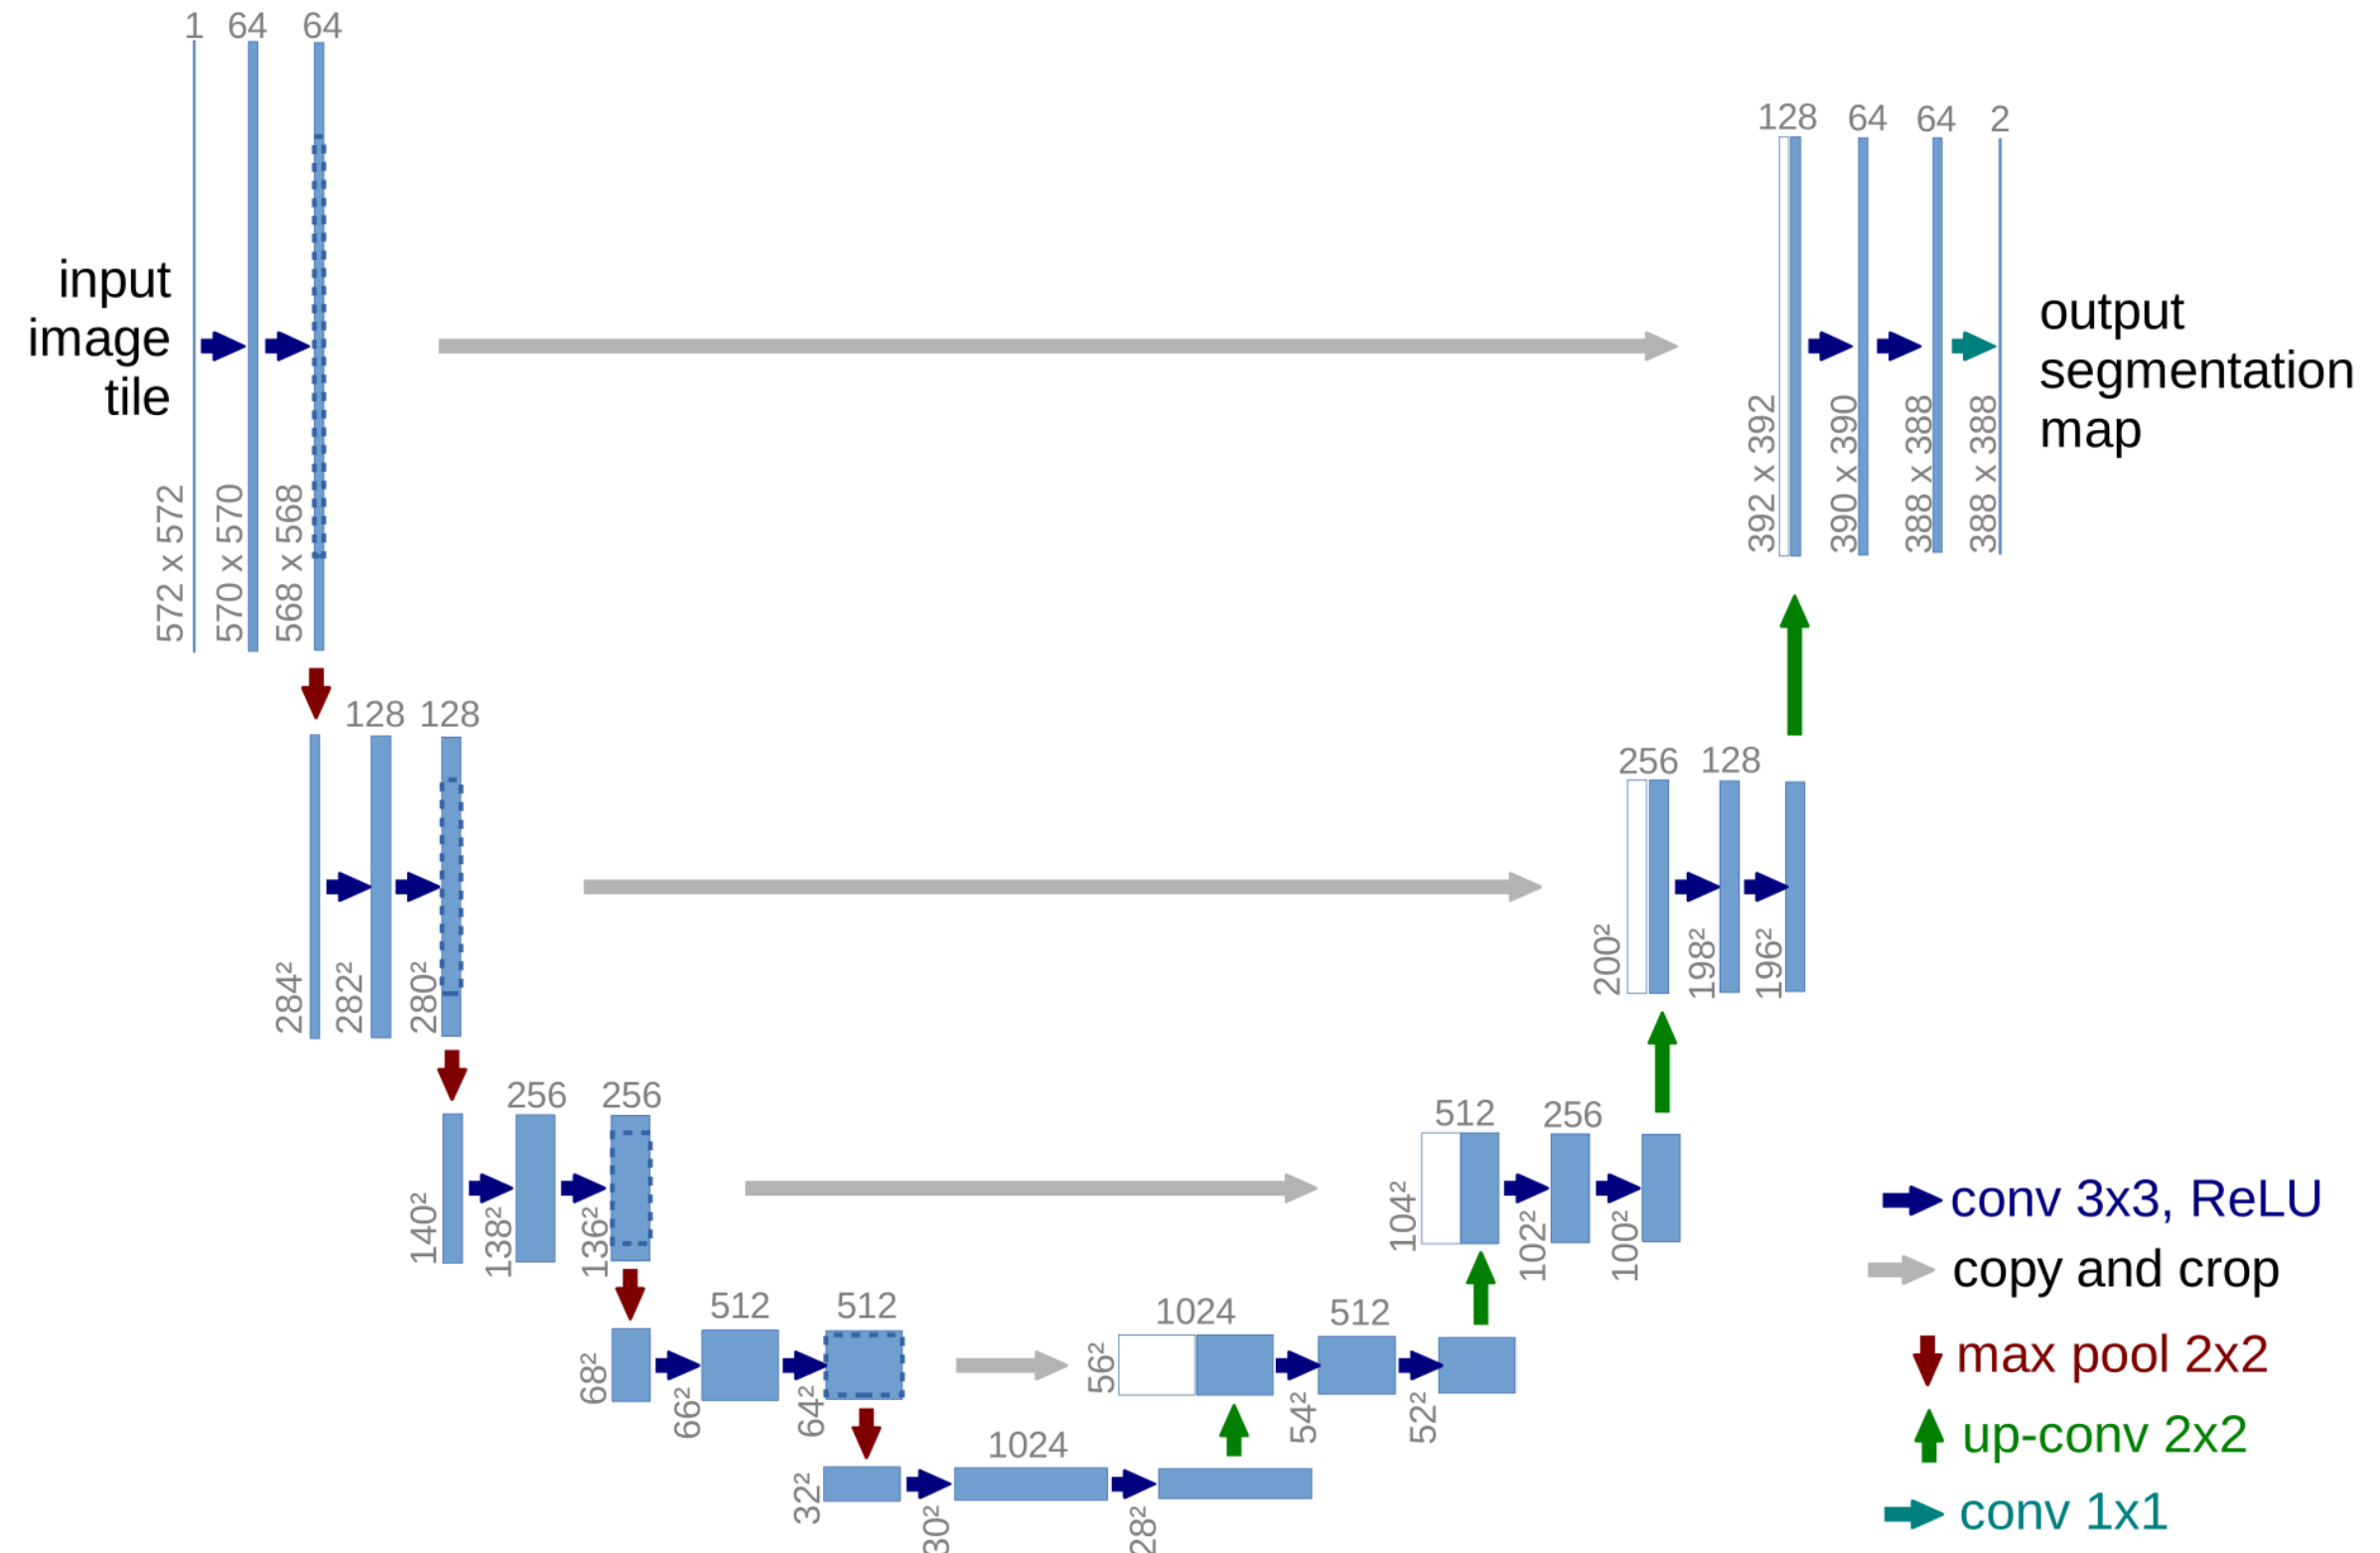 1 64 64
input
image
tile
572 x 572
570 x 570
568 x 568
128 64 64 2
output
segmentation
map
392 x 392
390 x 390
388 x 388
388 x 388
128 128
284²
282²
280²
256 128
200²
198²
196²
256 256
140²
138²
136²
512 256
104²
102²
100²
512 512
68²
66²
64²
1024 512
56²
54²
52²
1024
32²
30²
28²
conv 3x3, ReLU
copy and crop
max pool 2x2
up-conv 2x2
conv 1x1